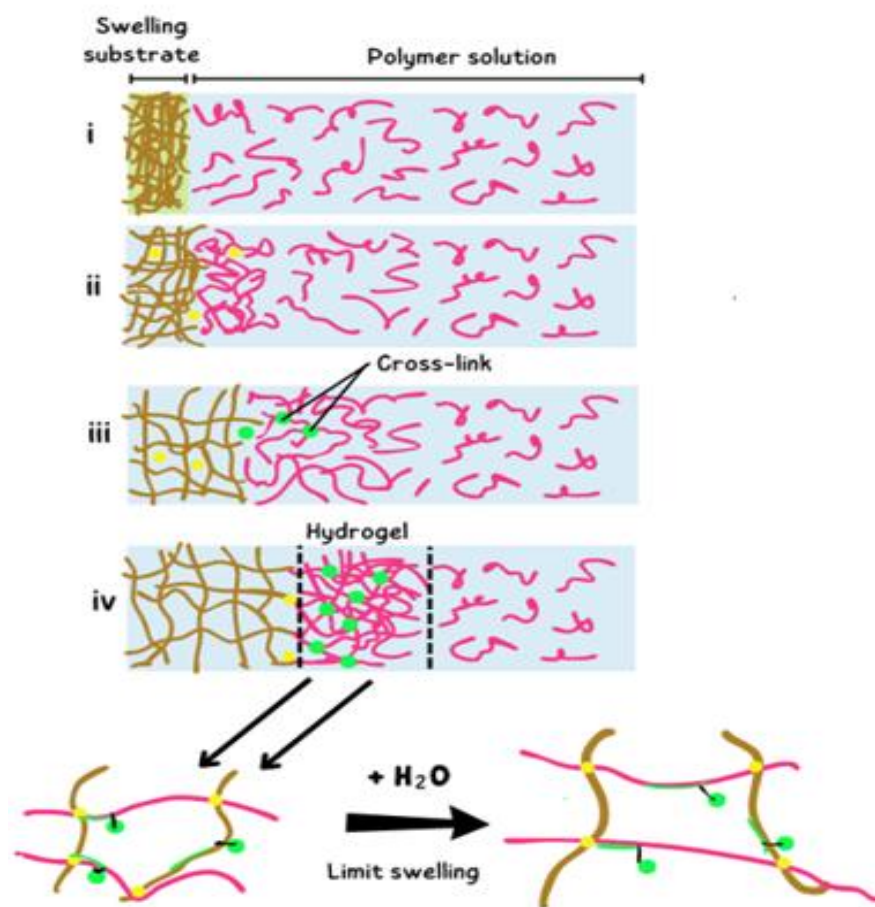 Swelling
substrate
Polymer solution
i
ii
Cross-link
iii
Hydrogel
iv
+ H₂O
Limit swelling